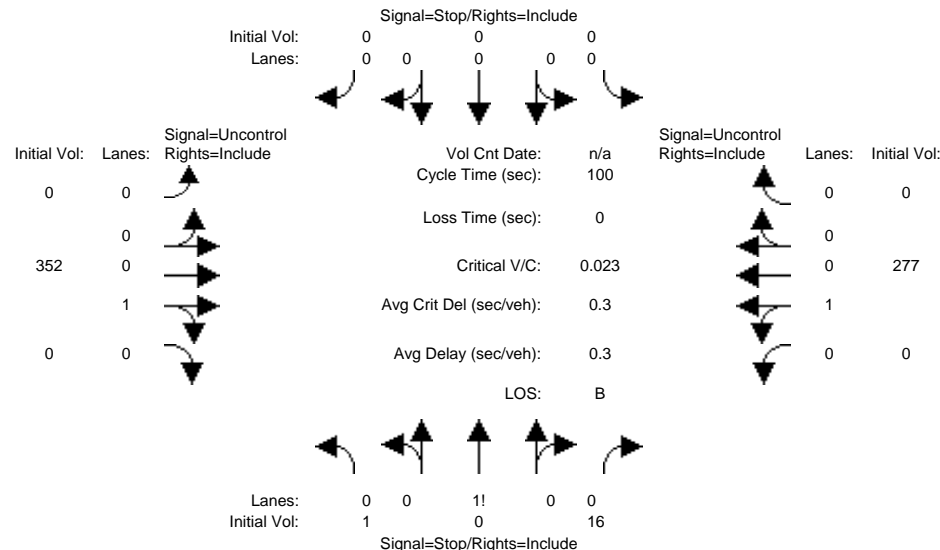 Signal=Stop/Rights=Include
Initial Vol: 0 0 0
Lanes: 0 0 0 0 0
Signal=Uncontrol Signal=Uncontrol
Initial Vol: Lanes: Rights=Include Vol Cnt Date: n/a Rights=Include Lanes: Initial Vol:
Cycle Time (sec): 100
0 0 0 0
Loss Time (sec): 0
0 0
352 0 Critical V/C: 0.023 0 277
1 Avg Crit Del (sec/veh): 0.3 1
0 0 Avg Delay (sec/veh): 0.3 0 0
LOS: B
Lanes: 0 0 1! 0 0
Initial Vol: 1 0 16
Signal=Stop/Rights=Include